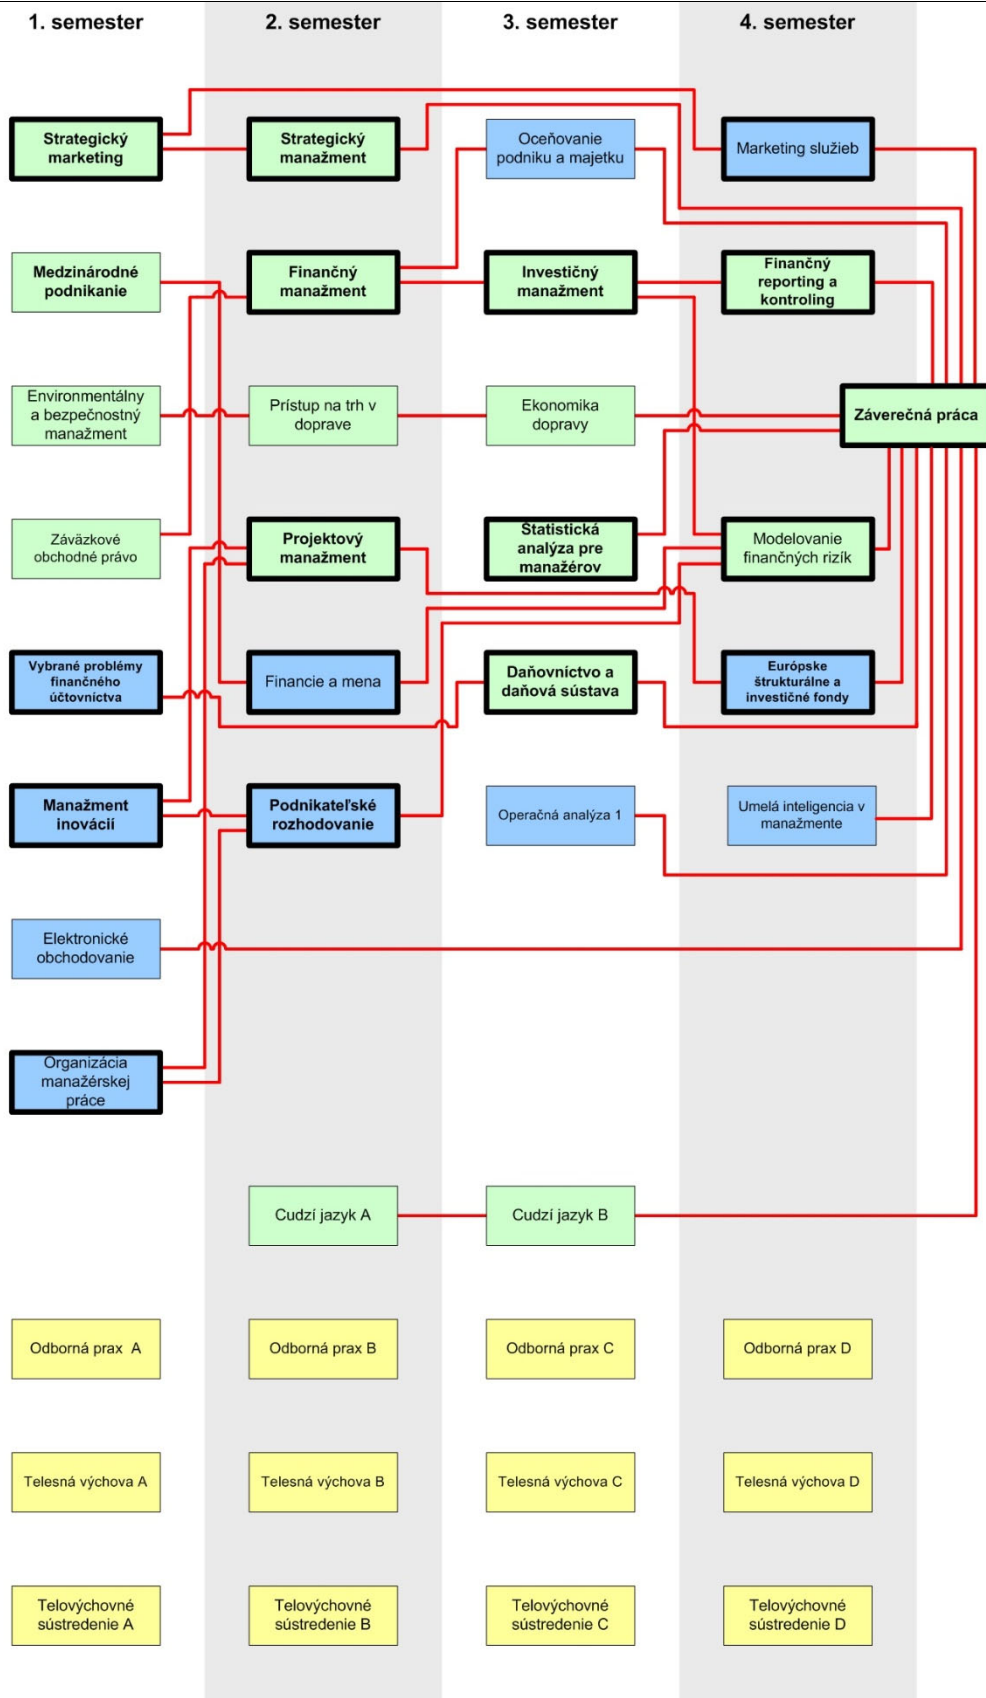 1. semester 2. semester 3. semester 4. semester
Strategický
marketing
Strategický
manažment
Oceňovanie
podniku a majetku
Marketing služieb
Medzinárodné
podnikanie
Finančný
manažment
Investičný
manažment
Finančný
reporting a
kontroling
Environmentálny
a bezpečnostný
manažment
Prístup na trh v
doprave
Ekonomika
dopravy
Záverečná práca
Záväzkové
obchodné právo
Projektový
manažment
Štatistická
analýza pre
manažérov
Modelovanie
finančných rizík
Vybrané problémy
finančného
účtovníctva
Financie a mena
Daňovníctvo a
daňová sústava
Európske
štrukturálne a
investičné fondy
Manažment
inovácií
Podnikateľské
rozhodovanie
Operačná analýza 1
Umelá inteligencia v
manažmente
Elektronické
obchodovanie
Organizácia
manažérskej
práce
Cudzí jazyk A
Cudzí jazyk B
Odborná prax A
Odborná prax B
Odborná prax C
Odborná prax D
Telesná výchova A
Telesná výchova B
Telesná výchova C
Telesná výchova D
Telovýchovné
sústredenie A
Telovýchovné
sústredenie B
Telovýchovné
sústredenie C
Telovýchovné
sústredenie D